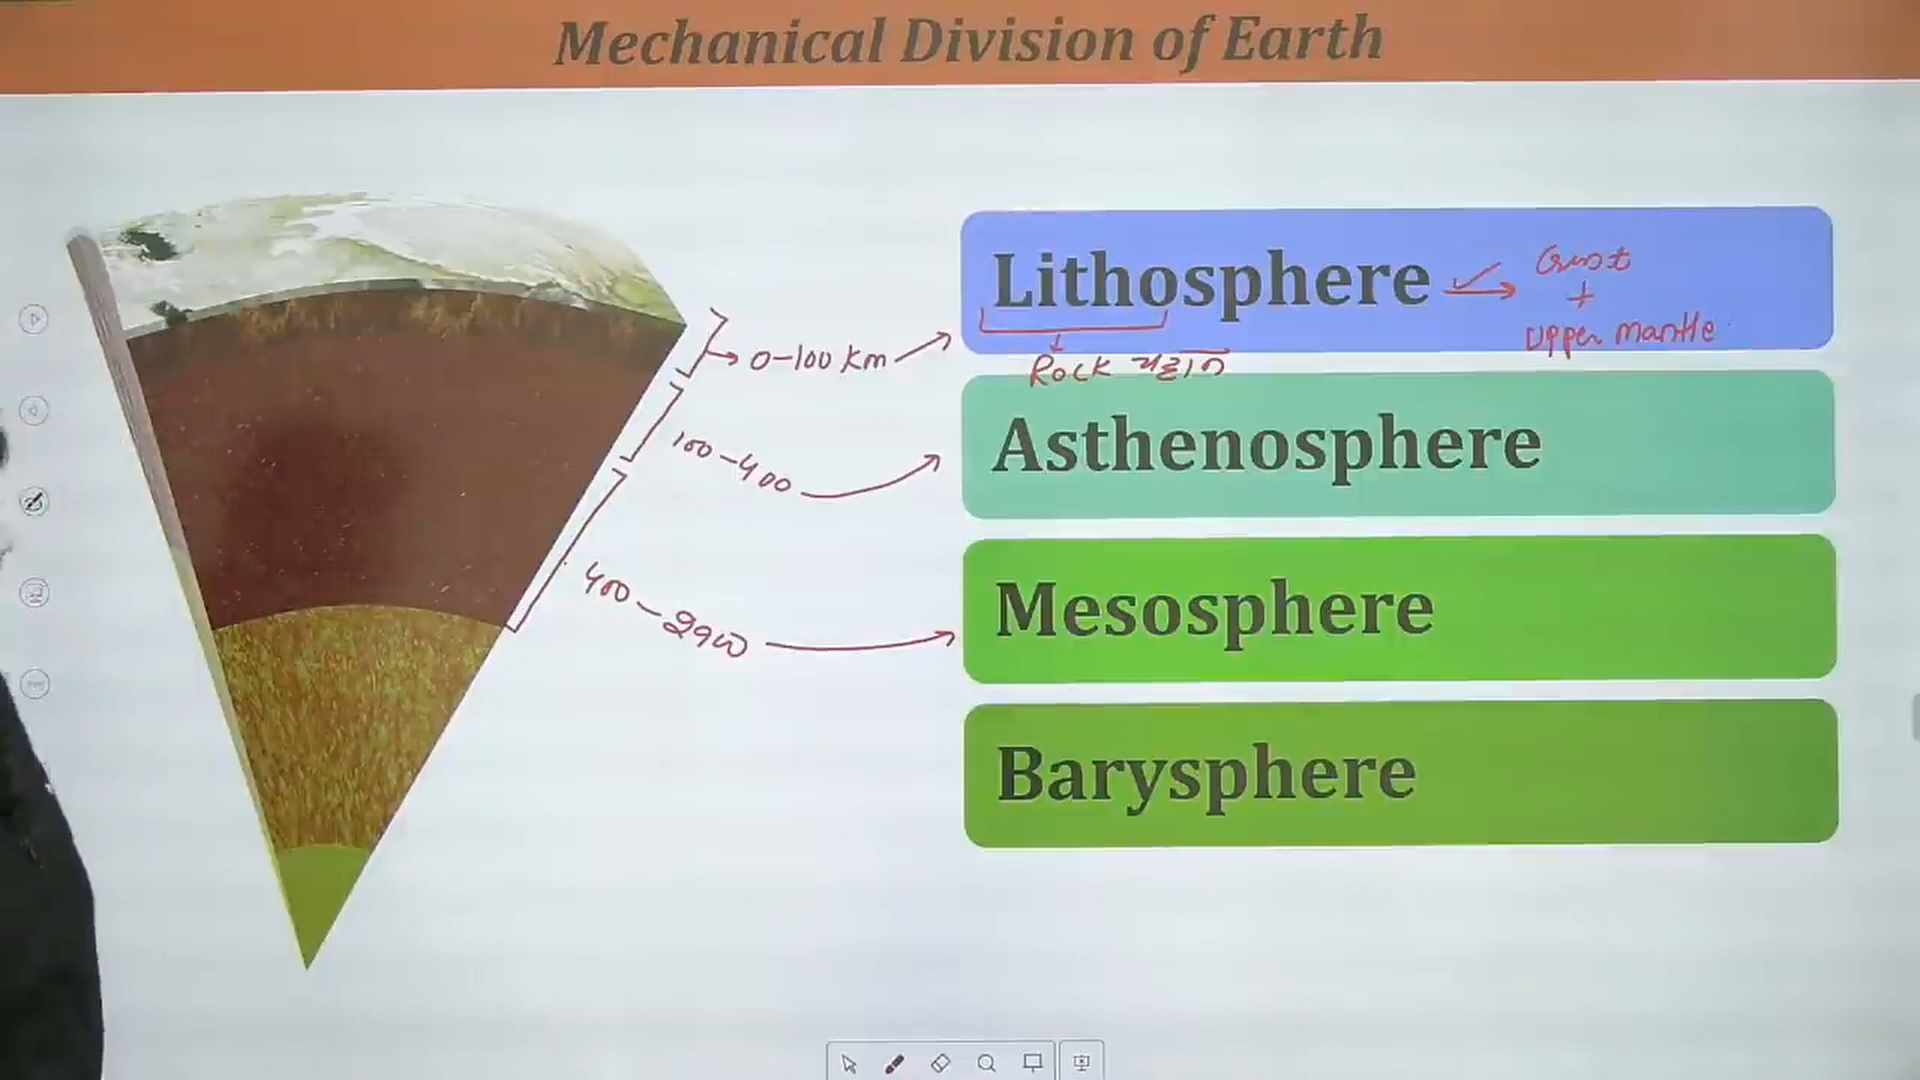 Mechanical Division of Earth
Lithosphere
Crust
+
Upper mantle
Rock चट्टान
0-100 Km
Asthenosphere
100-400
Mesosphere
400-2900
Barysphere